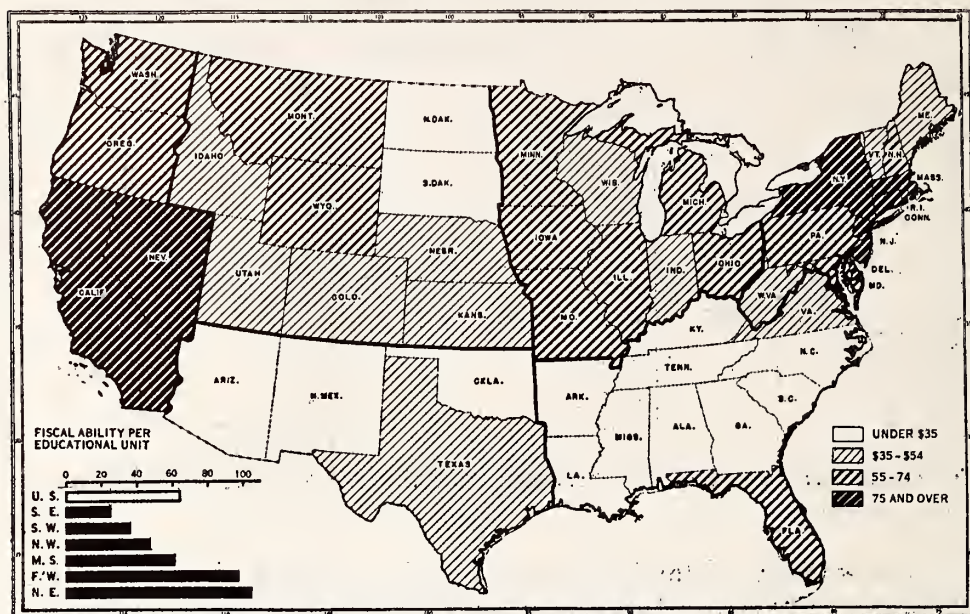 WASH.
OREG.
CALIF.
NEV.
IDAHO
MONT.
WYO.
UTAH
COLO.
ARIZ.
N. MEX.
N. DAK.
S. DAK.
NEBR.
KANS.
OKLA.
TEXAS
MINN.
IOWA
MO.
ARK.
LA.
WIS.
ILL.
MICH.
IND.
OHIO
KY.
TENN.
MISS.
ALA.
GA.
FLA.
S.C.
N.C.
VA.
W.VA.
PA.
N.Y.
VT.
N.H.
ME.
MASS.
R.I.
CONN.
N.J.
DEL.
MD.
FISCAL ABILITY PER
EDUCATIONAL UNIT
0 20 40 60 80 100
U. S.
S. E.
S. W.
N. W.
M. S.
F. W.
N. E.
UNDER $35
$35-$54
55-74
75 AND OVER